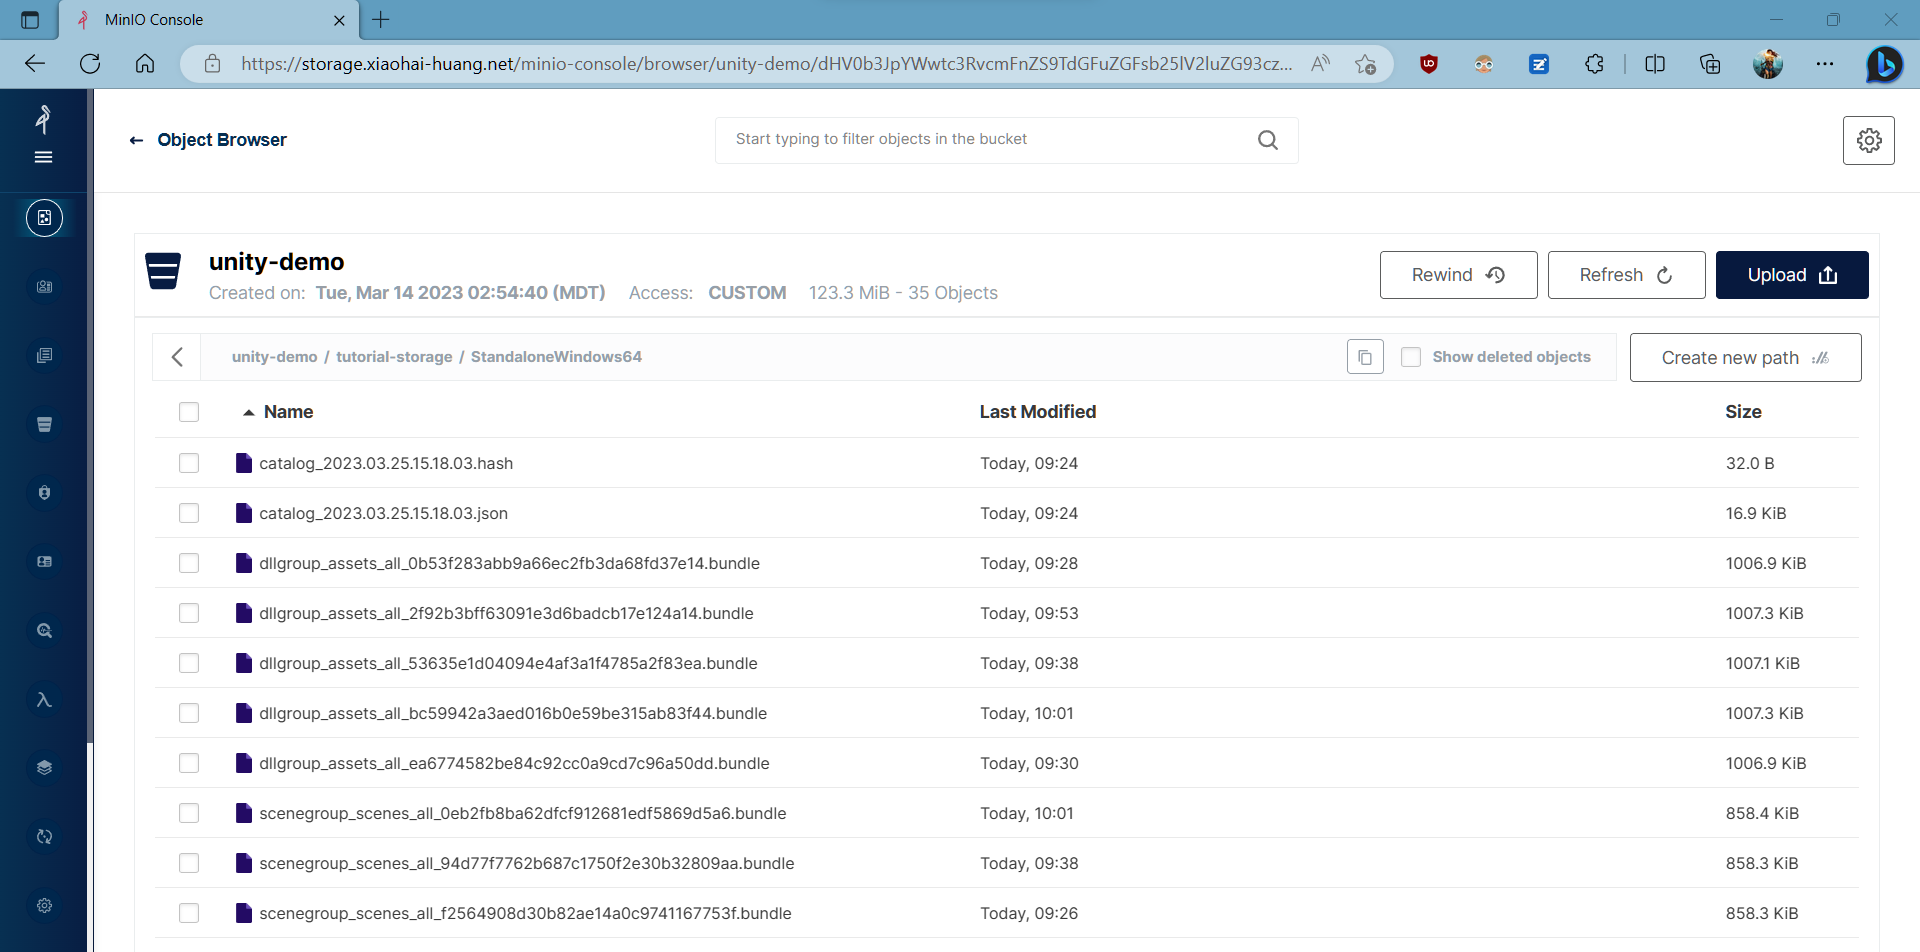 MinIO Console
https://storage.xiaohai-huang.net/minio-console/browser/unity-demo/dHV0b3JpYWwtc3RvcmFnZS9TdGFuZGFsb25lV2luZG93cz...
Object Browser
Start typing to filter objects in the bucket
unity-demo
Created on: Tue, Mar 14 2023 02:54:40 (MDT) Access: CUSTOM 123.3 MiB - 35 Objects
Rewind
Refresh
Upload
unity-demo / tutorial-storage / StandaloneWindows64
Show deleted objects
Create new path
Name Last Modified Size
catalog_2023.03.25.15.18.03.hash Today, 09:24 32.0 B
catalog_2023.03.25.15.18.03.json Today, 09:24 16.9 KiB
dllgroup_assets_all_0b53f283abb9a66ec2fb3da68fd37e14.bundle Today, 09:28 1006.9 KiB
dllgroup_assets_all_2f92b3bff63091e3d6badcb17e124a14.bundle Today, 09:53 1007.3 KiB
dllgroup_assets_all_53635e1d04094e4af3a1f4785a2f83ea.bundle Today, 09:38 1007.1 KiB
dllgroup_assets_all_bc59942a3aed016b0e59be315ab83f44.bundle Today, 10:01 1007.3 KiB
dllgroup_assets_all_ea6774582be84c92cc0a9cd7c96a50dd.bundle Today, 09:30 1006.9 KiB
scenegroup_scenes_all_0eb2fb8ba62dfcf912681edf5869d5a6.bundle Today, 10:01 858.4 KiB
scenegroup_scenes_all_94d77f7762b687c1750f2e30b32809aa.bundle Today, 09:38 858.3 KiB
scenegroup_scenes_all_f2564908d30b82ae14a0c9741167753f.bundle Today, 09:26 858.3 KiB